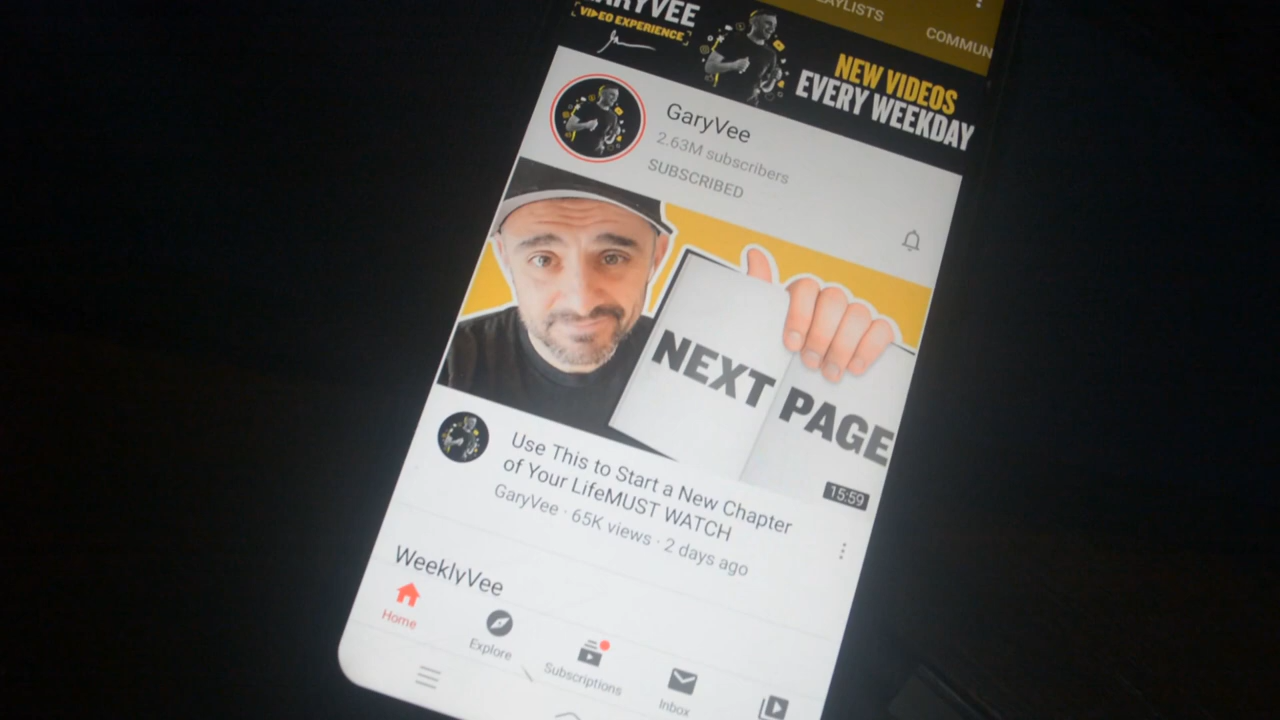 GARYVEE
VIDEO EXPERIENCE
PLAYLISTS
COMMUN
NEW VIDEOS
EVERY WEEKDAY
GaryVee
2.63M subscribers
SUBSCRIBED
NEXT PAGE
15:59
Use This to Start a New Chapter
of Your LifeMUST WATCH
GaryVee · 65K views · 2 days ago
WeeklyVee
Home
Explore
Subscriptions
Inbox